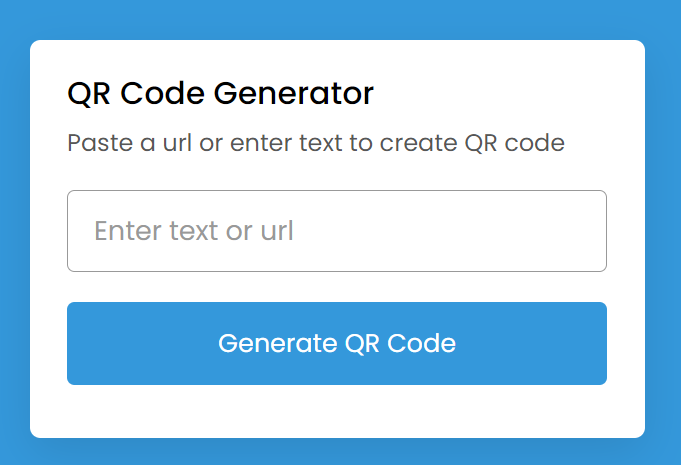 QR Code Generator
Paste a url or enter text to create QR code
Enter text or url
Generate QR Code